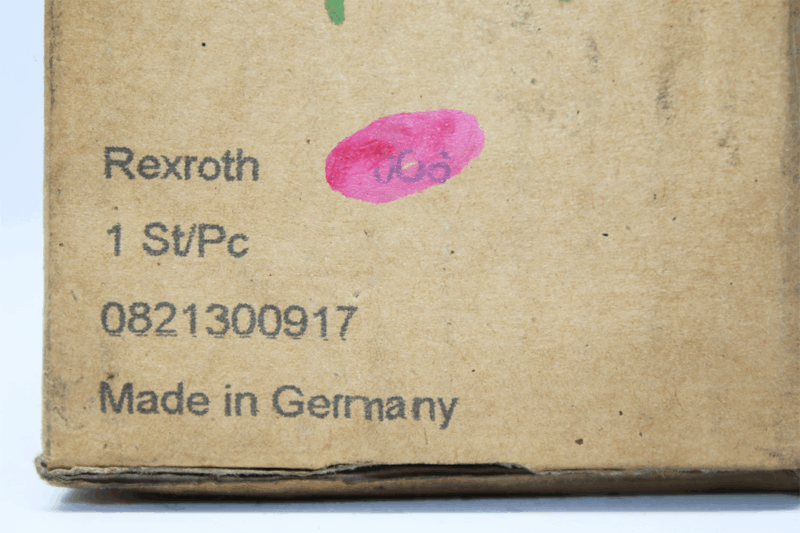 Rexroth
1 St/Pc
0821300917
Made in Germany